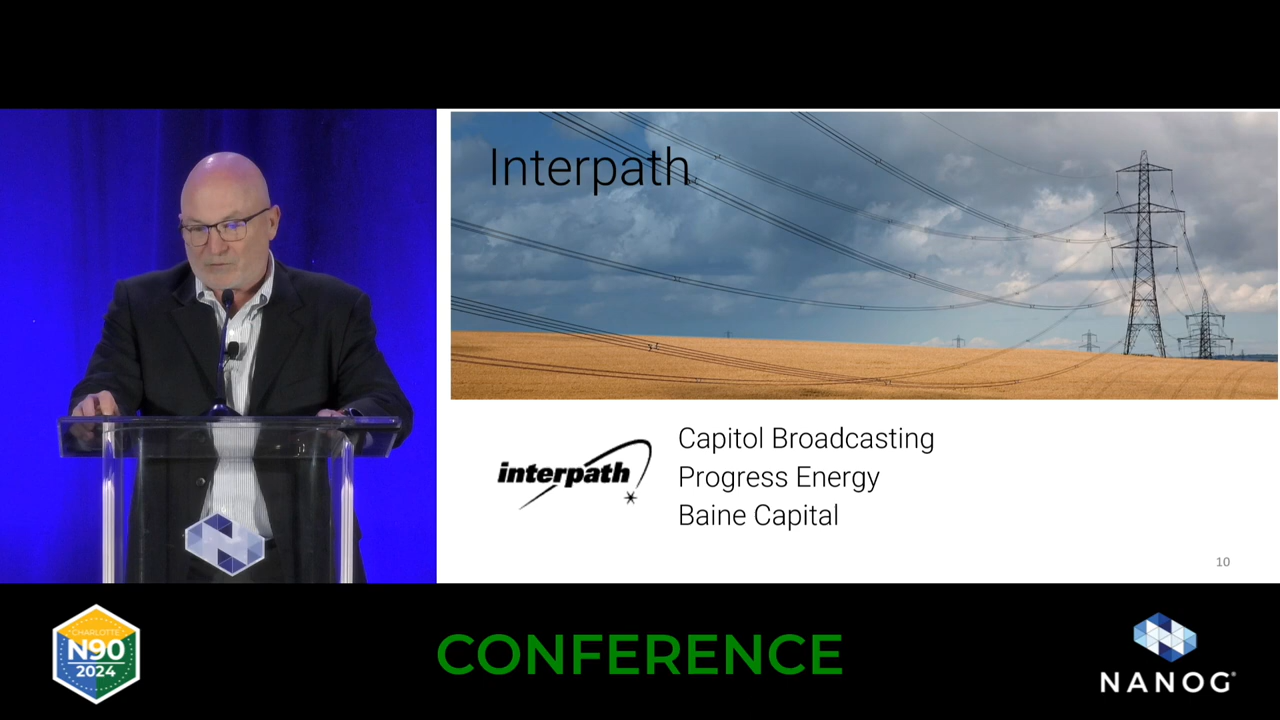 Interpath
interpath
Capitol Broadcasting
Progress Energy
Baine Capital
10
CHARLOTTE
N90
2024
CONFERENCE
NANOG